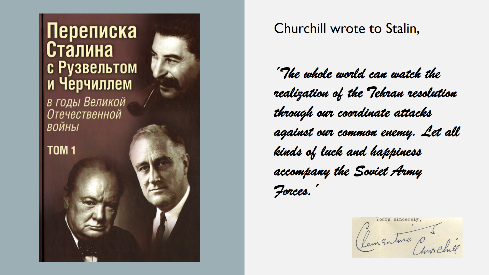 Переписка
Сталина
с Рузвельтом
и Черчиллем
в годы Великой
Отечественной
войны
ТОМ 1
Churchill wrote to Stalin,
´The whole world can watch the
realization of the Tehran resolution
through our coordinate attacks
against our common enemy. Let all
kinds of luck and happiness
accompany the Soviet Army
Forces.´
Yours sincerely,
Clementine S. Churchill